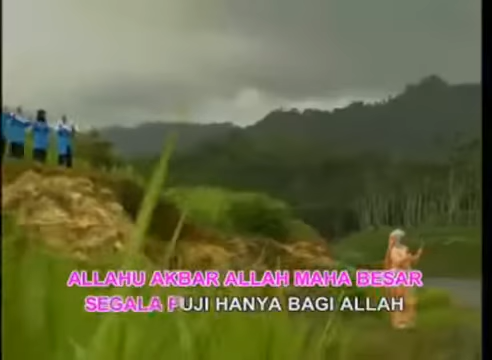 ALLAHU AKBAR ALLAH MAHA BESAR
SEGALA PUJI HANYA BAGI ALLAH